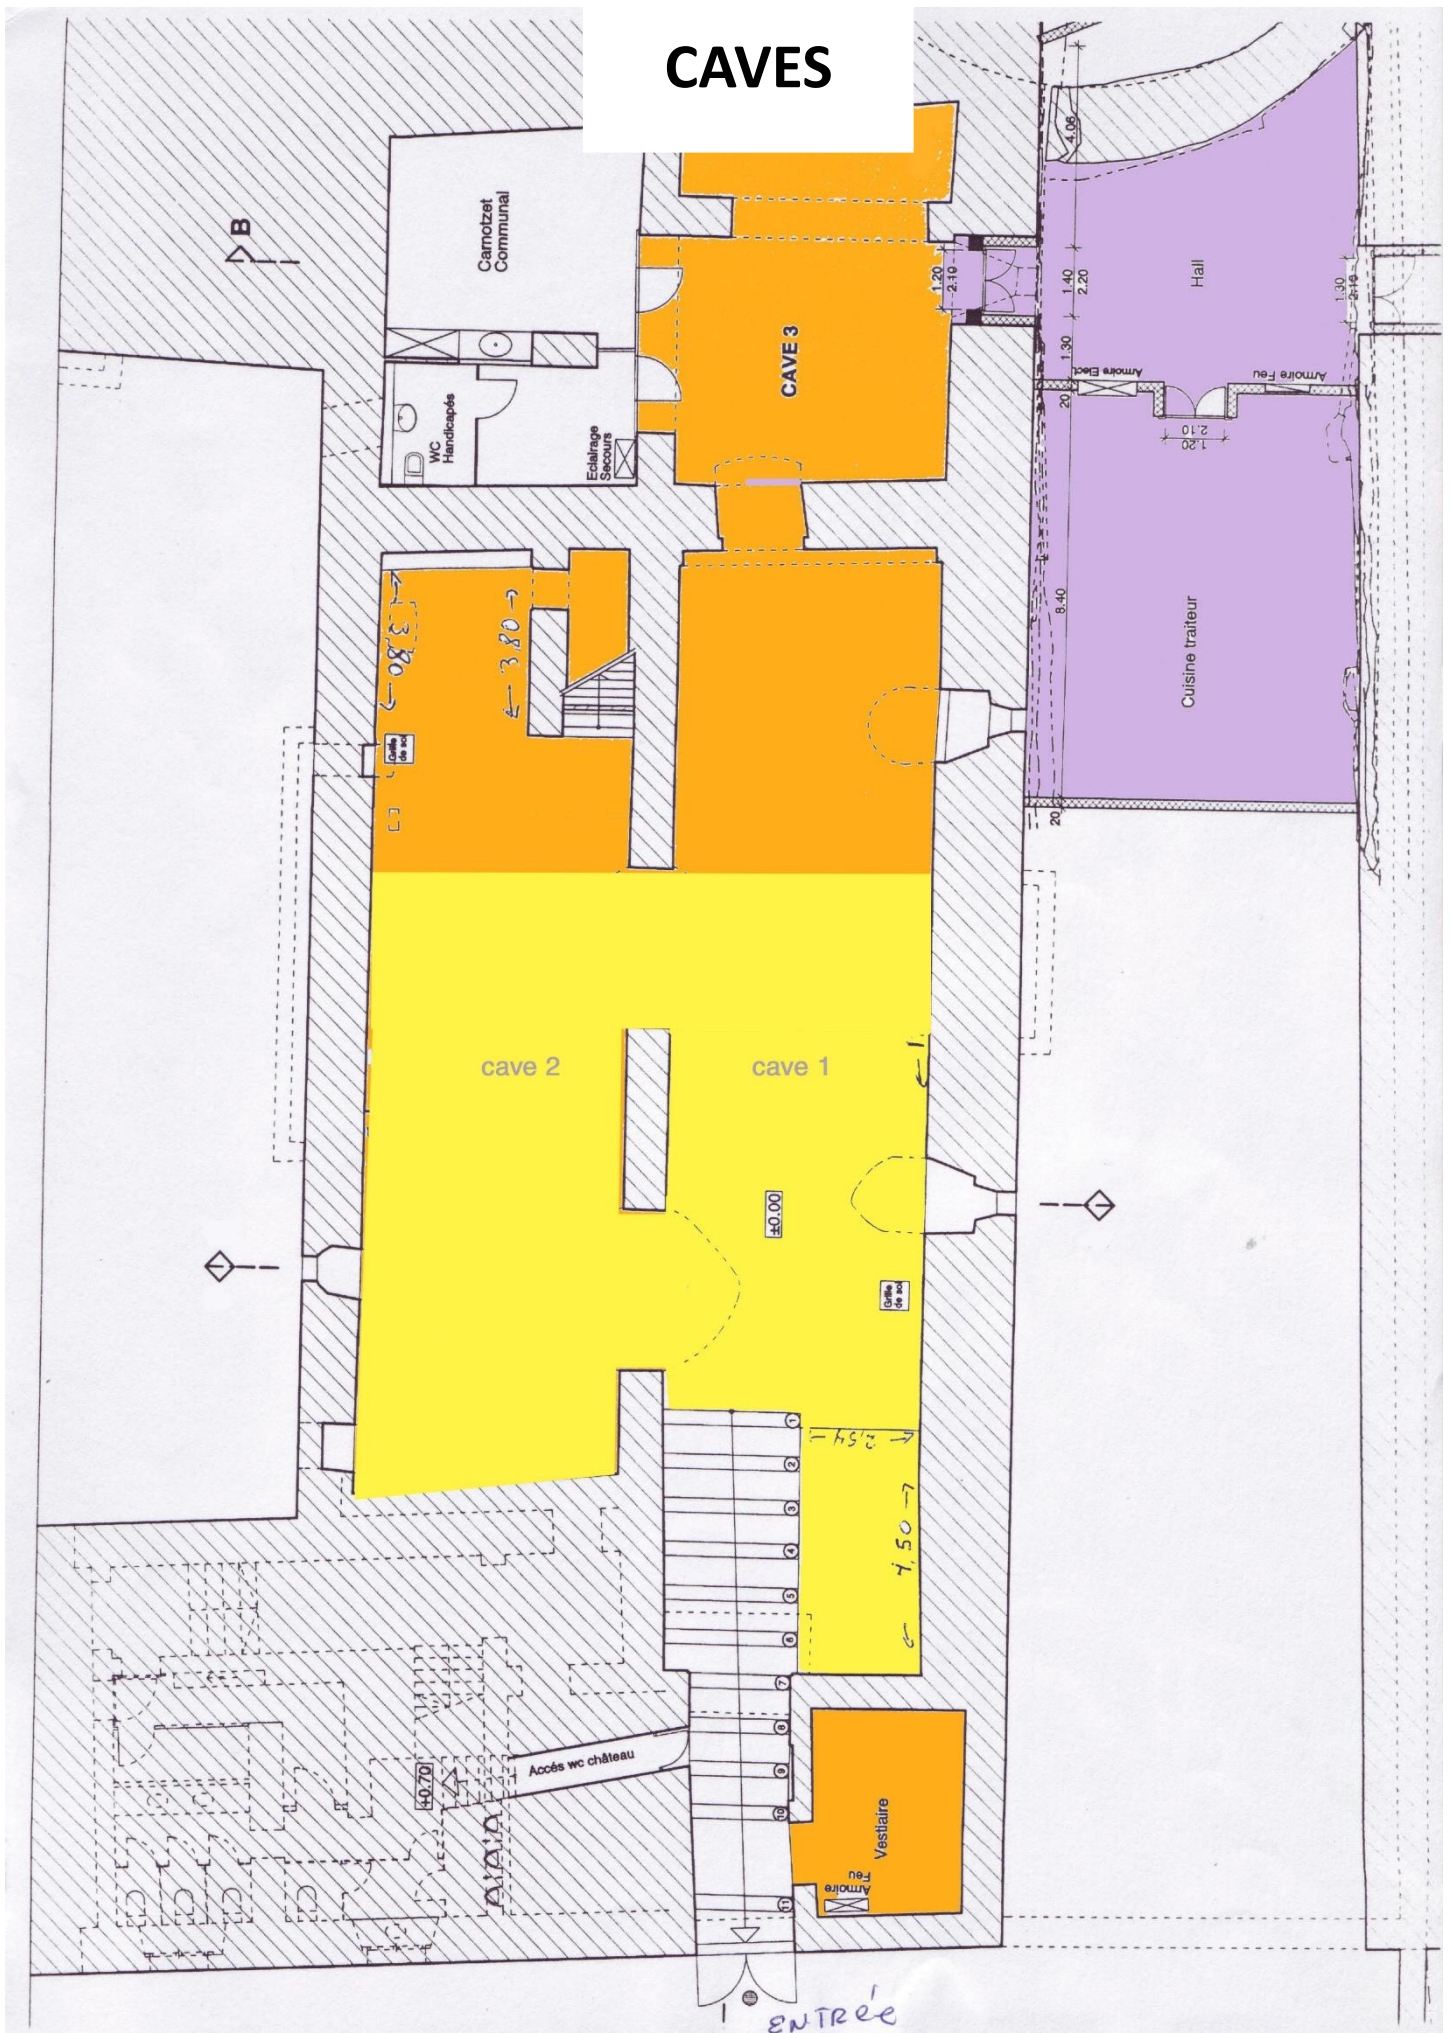 CAVES
B
Carnotzet
Communal
4.06
Hall
1.20
2.10
1.40
2.20
1.30
2.10
1.30
CAVE 3
Armoire Elect.
Armoire Feu
20
1.20
2.10
WC
Handicapés
Eclairage
Secours
3,80
← 3,80 →
8.40
Cuisine traiteur
Grille
de sol
20
cave 2
cave 1
← 1
±0.00
Grille
de sol
1
← 2,54 –
2
3
← 4,50 →
4
5
6
7
8
Accés wc château
+0.70
9
10
Vestiaire
Armoire
Feu
11
ENTRÉE